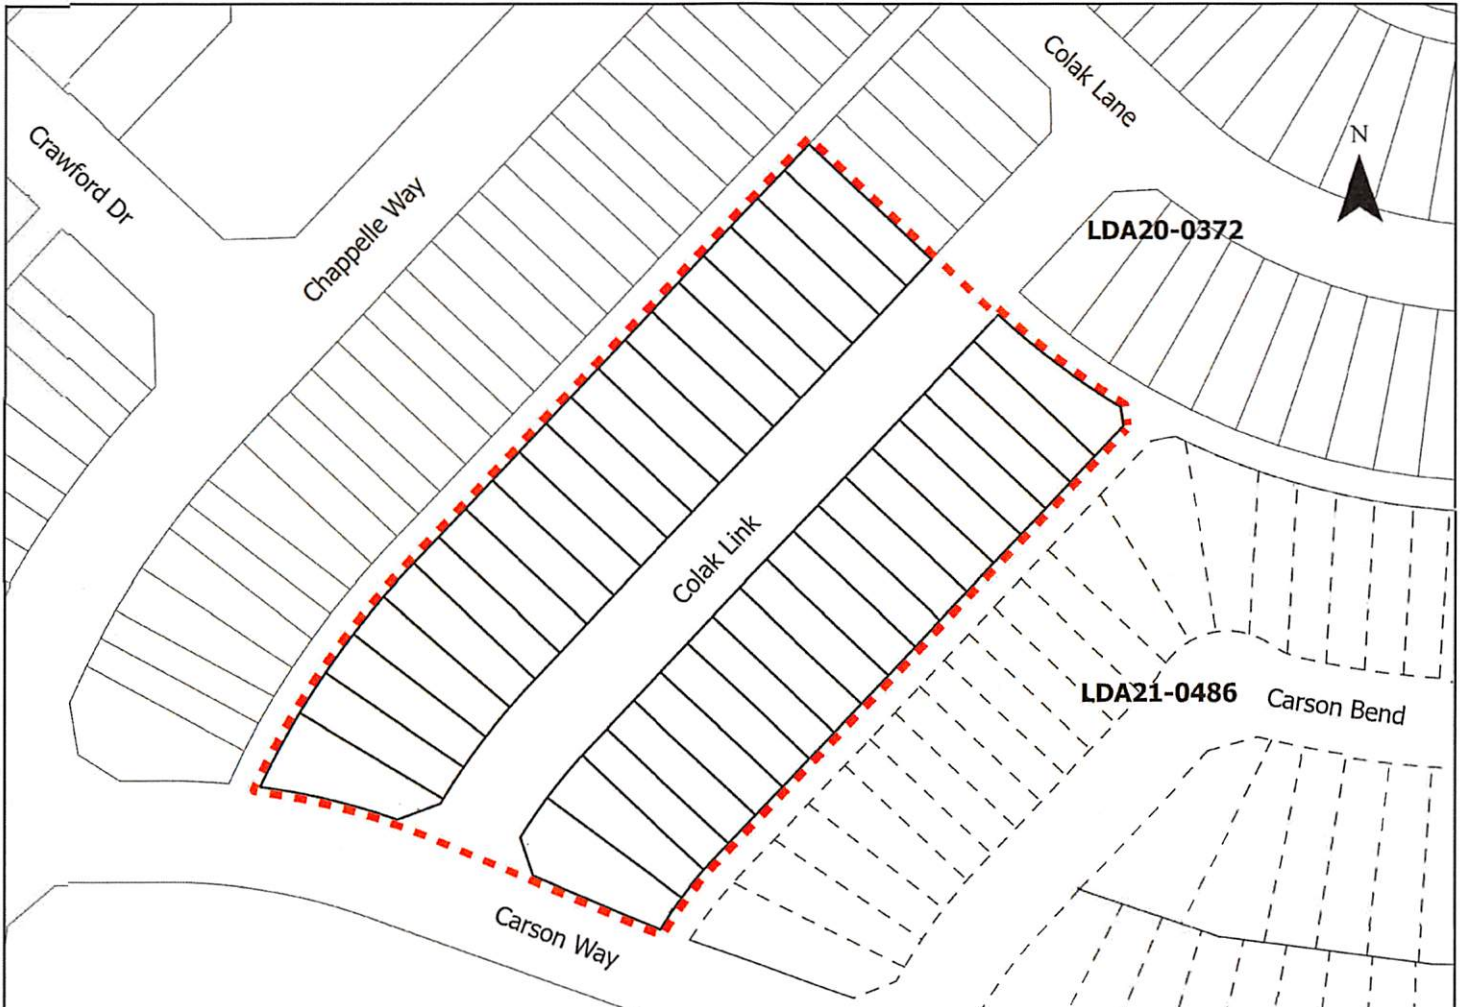 Colak Lane
Crawford Dr
N
Chappelle Way
LDA20-0372
Colak Link
LDA21-0486
Carson Bend
Carson Way